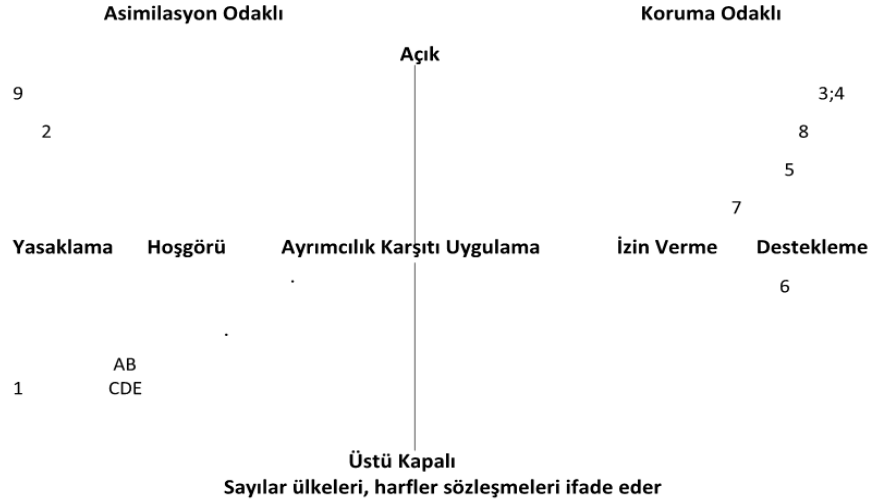 Asimilasyon Odaklı Koruma Odaklı
Açık
9 3;4
2 8
5
7
Yasaklama Hoşgörü Ayrımcılık Karşıtı Uygulama İzin Verme Destekleme
6
AB
1 CDE
Üstü Kapalı
Sayılar ülkeleri, harfler sözleşmeleri ifade eder